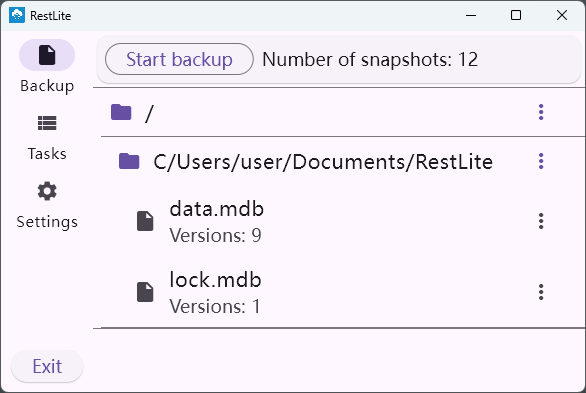 RestLite
Start backup Number of snapshots: 12
Backup
/
Tasks
C/Users/user/Documents/RestLite
Settings
data.mdb
Versions: 9
lock.mdb
Versions: 1
Exit